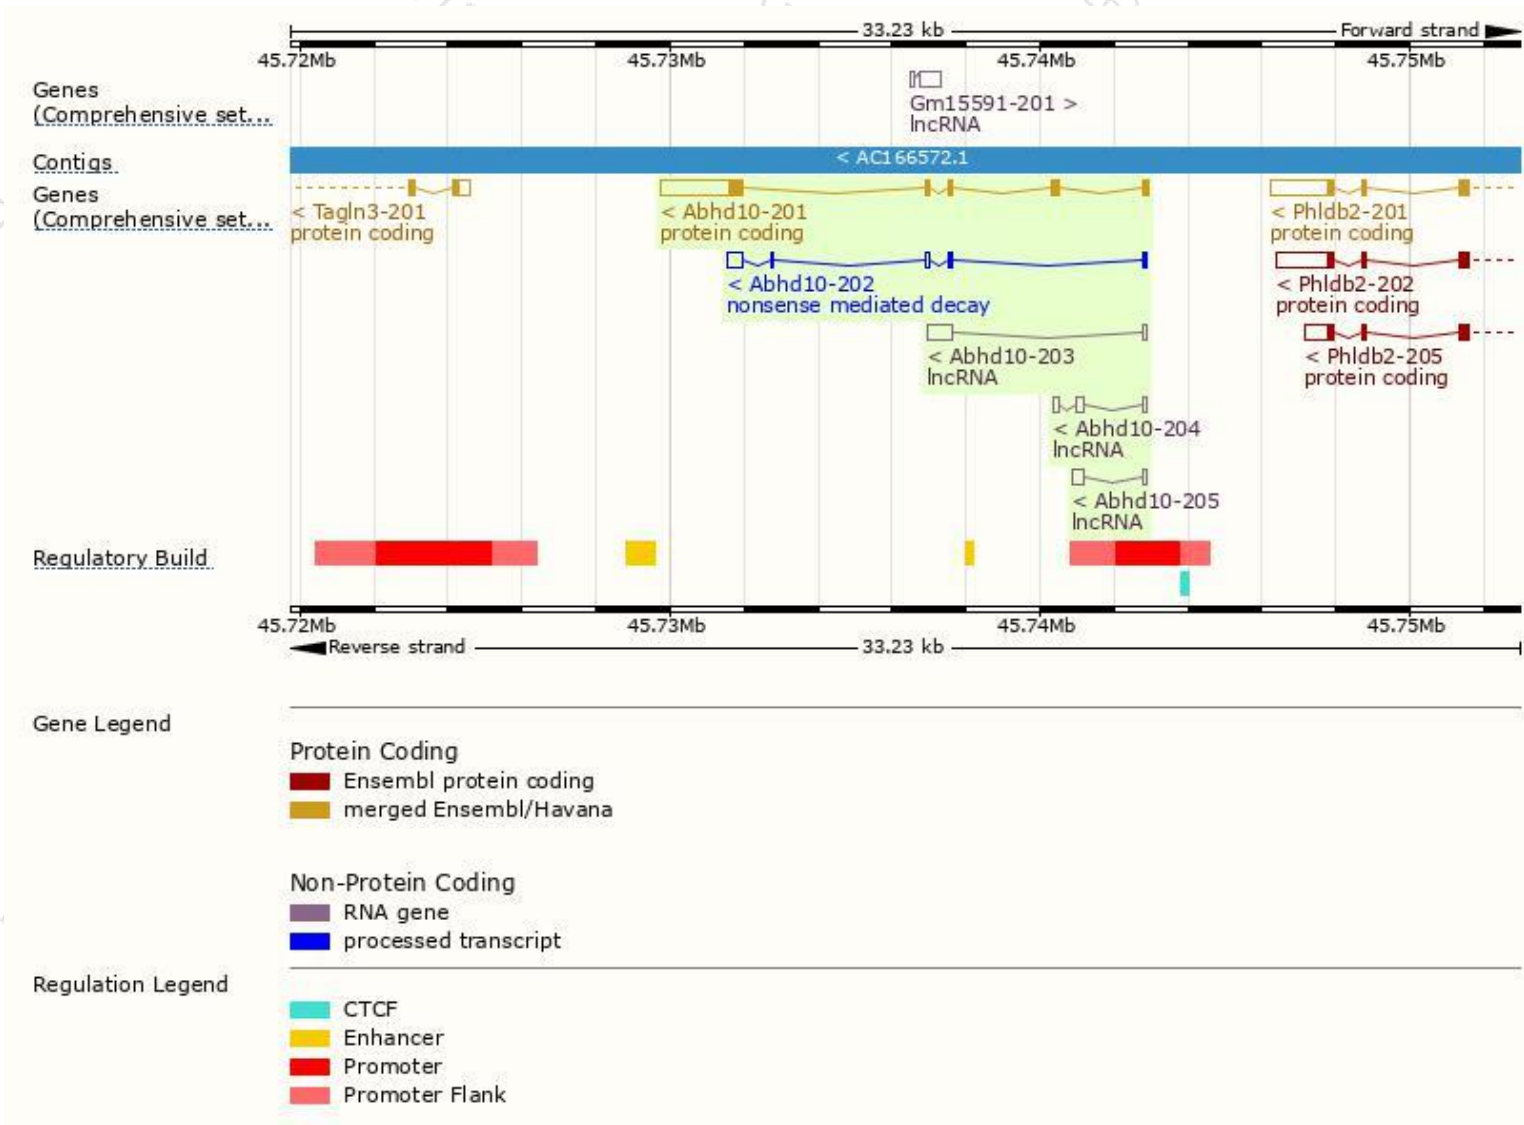 33.23 kb Forward strand
45.72Mb 45.73Mb 45.74Mb 45.75Mb
Genes
(Comprehensive set...
Gm15591-201 >
lncRNA
Contigs < AC166572.1
Genes
(Comprehensive set...
< Tagln3-201 < Abhd10-201 < Phldb2-201
protein coding protein coding protein coding
< Abhd10-202 < Phldb2-202
nonsense mediated decay protein coding
< Abhd10-203 < Phldb2-205
lncRNA protein coding
< Abhd10-204
lncRNA
< Abhd10-205
lncRNA
Regulatory Build
45.72Mb 45.73Mb 45.74Mb 45.75Mb
Reverse strand 33.23 kb
Gene Legend
Protein Coding
Ensembl protein coding
merged Ensembl/Havana
Non-Protein Coding
RNA gene
processed transcript
Regulation Legend
CTCF
Enhancer
Promoter
Promoter Flank